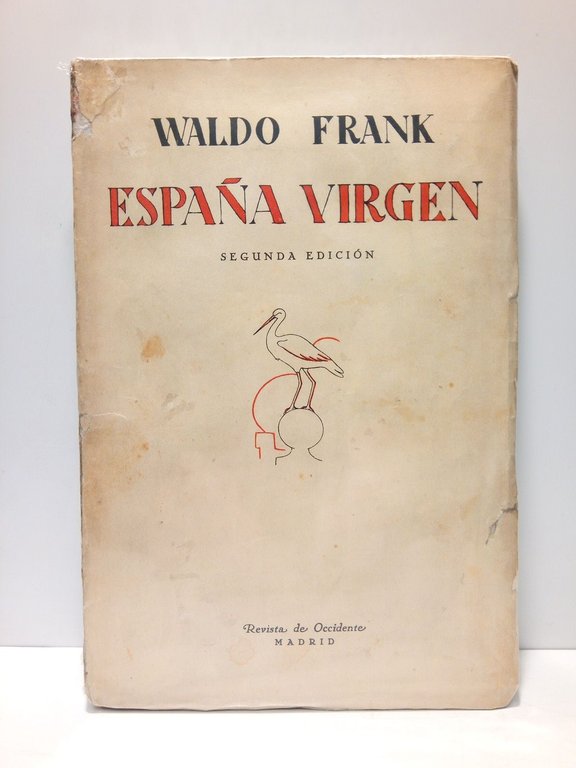 WALDO FRANK
ESPAÑA VIRGEN
SEGUNDA EDICIÓN
Revista de Occidente
MADRID